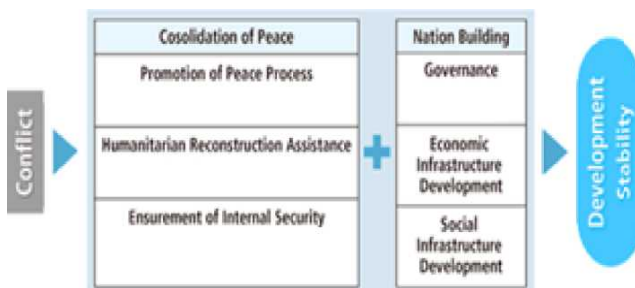 Conflict
Cosolidation of Peace
Promotion of Peace Process
Humanitarian Reconstruction Assistance
Ensurement of Internal Security
+
Nation Building
Governance
Economic
Infrastructure
Development
Social
Infrastructure
Development
Development
Stability